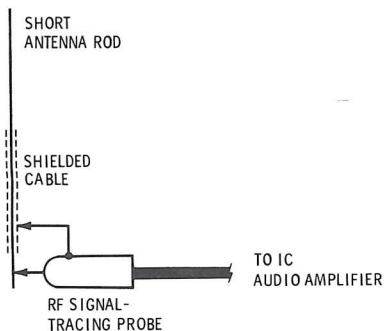 SHORT
ANTENNA ROD
SHIELDED
CABLE
TO IC
AUDIO AMPLIFIER
RF SIGNAL-
TRACING PROBE